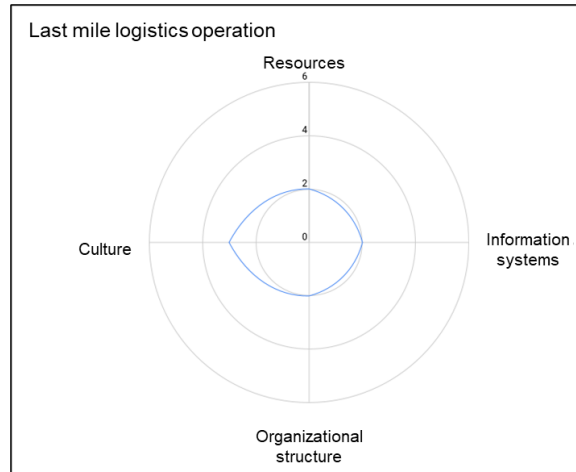 Last mile logistics operation
Resources
6
4
2
0
Culture
Information
systems
Organizational
structure